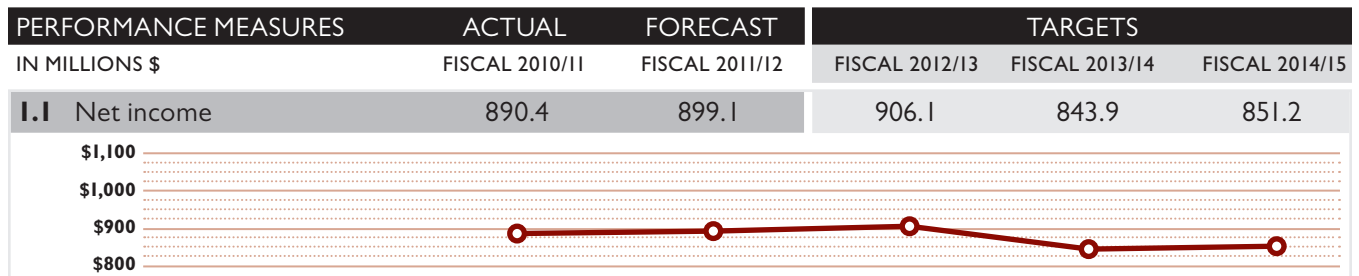 PERFORMANCE MEASURES ACTUAL FORECAST TARGETS
IN MILLIONS $ FISCAL 2010/11 FISCAL 2011/12 FISCAL 2012/13 FISCAL 2013/14 FISCAL 2014/15
1.1 Net income 890.4 899.1 906.1 843.9 851.2
$1,100
$1,000
$900
$800